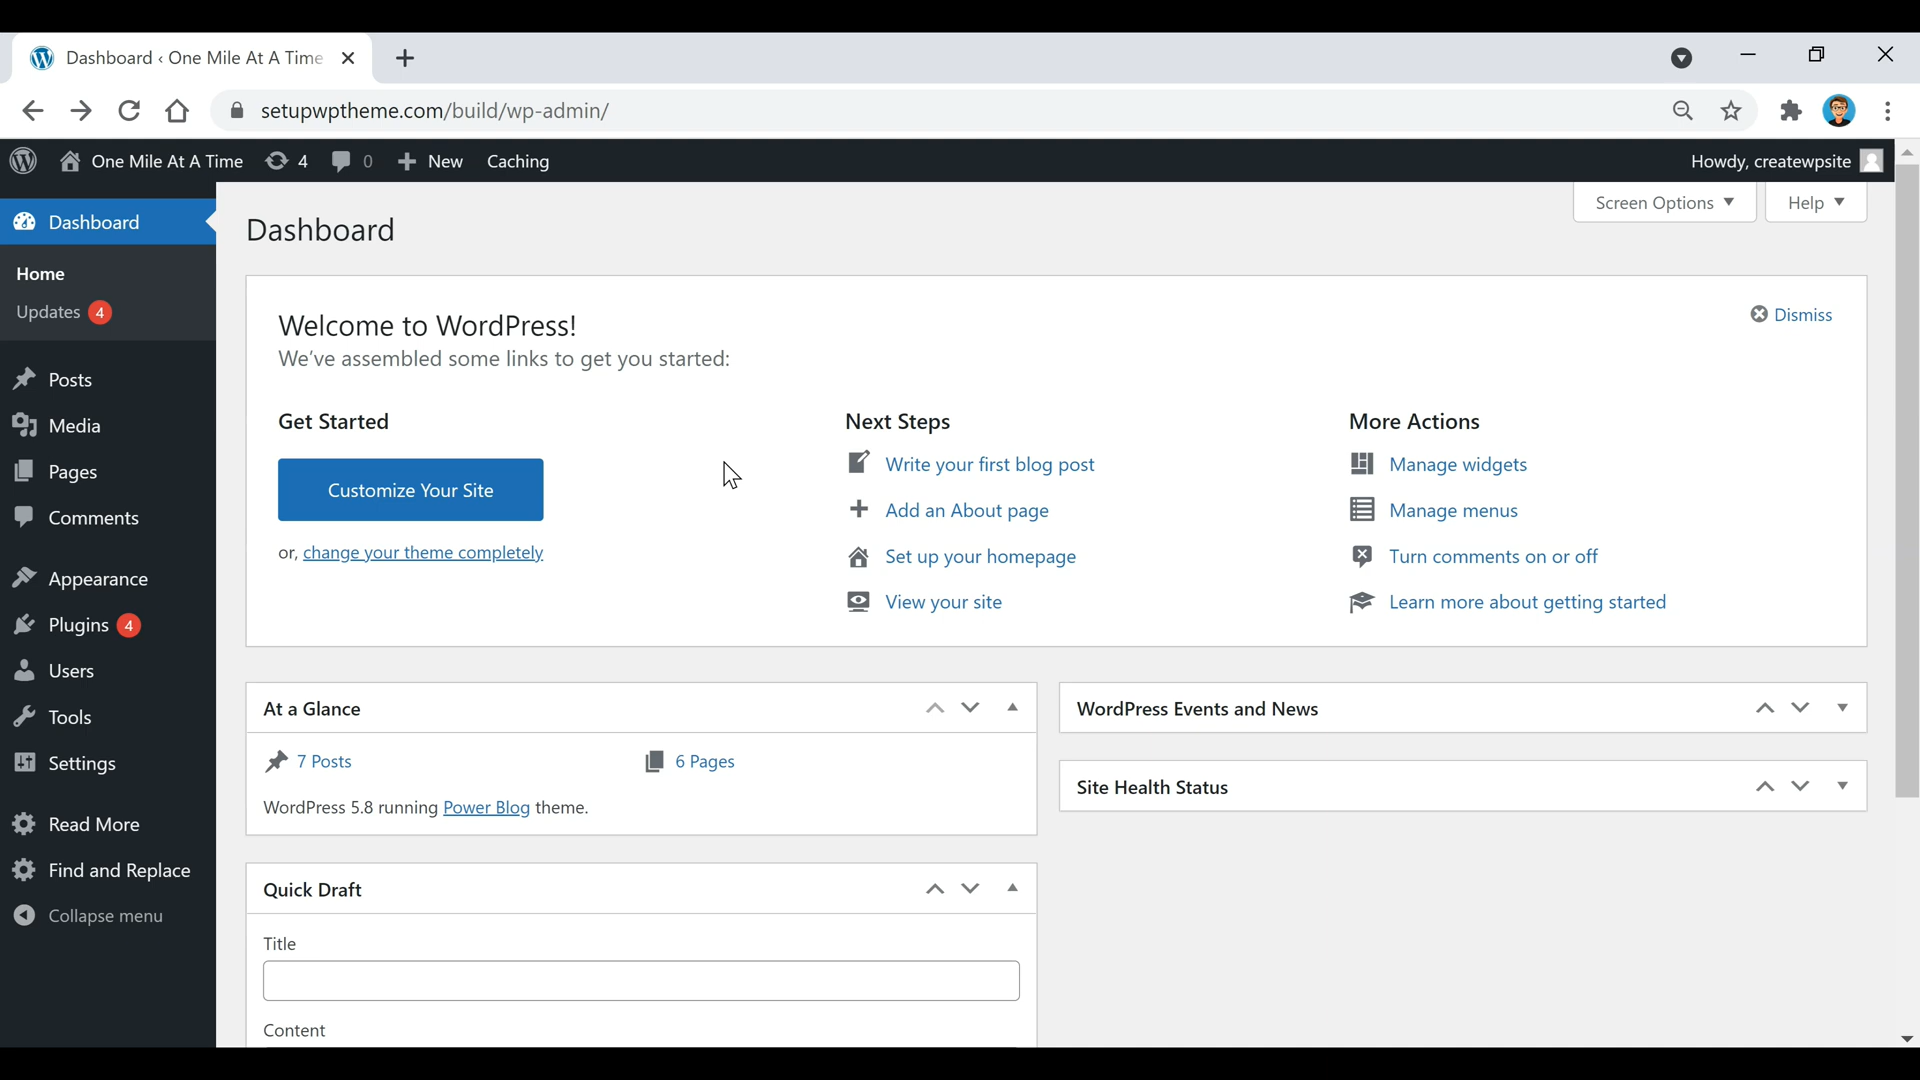 Dashboard ‹ One Mile At A Time
setupwptheme.com/build/wp-admin/
One Mile At A Time 4 0 New Caching Howdy, createwpsite
Screen Options Help
Dashboard
Home
Updates 4
Posts
Media
Pages
Comments
Appearance
Plugins 4
Users
Tools
Settings
Read More
Find and Replace
Collapse menu
Dashboard
Welcome to WordPress!
Dismiss
We've assembled some links to get you started:
Get Started
Customize Your Site
or, change your theme completely
Next Steps
Write your first blog post
Add an About page
Set up your homepage
View your site
More Actions
Manage widgets
Manage menus
Turn comments on or off
Learn more about getting started
At a Glance
7 Posts 6 Pages
WordPress 5.8 running Power Blog theme.
Quick Draft
Title
Content
WordPress Events and News
Site Health Status